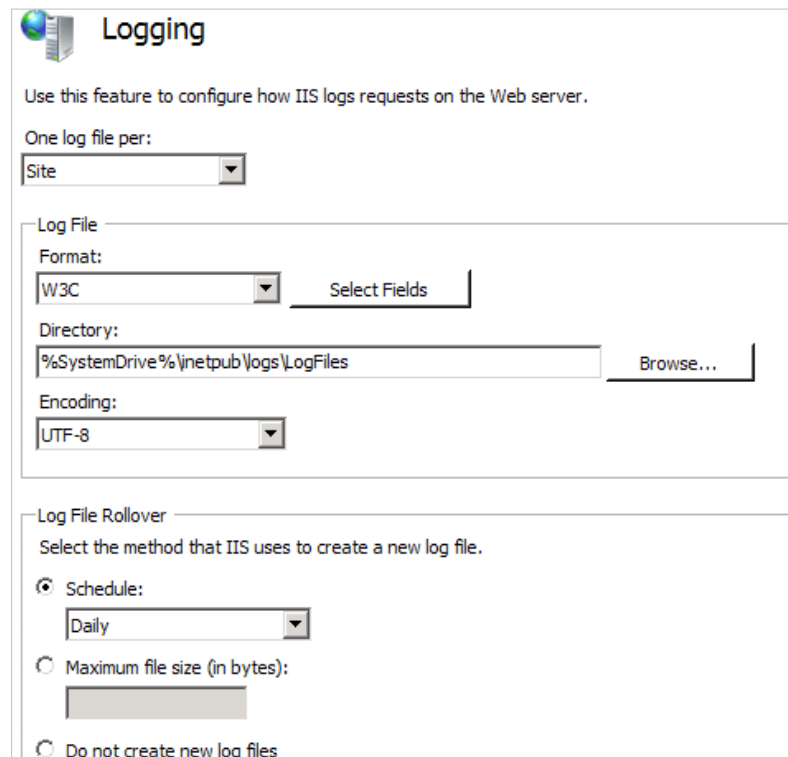 Logging
Use this feature to configure how IIS logs requests on the Web server.
One log file per:
Site
Log File
Format:
W3C
Select Fields
Directory:
%SystemDrive%\inetpub\logs\LogFiles
Browse...
Encoding:
UTF-8
Log File Rollover
Select the method that IIS uses to create a new log file.
Schedule:
Daily
Maximum file size (in bytes):
Do not create new log files